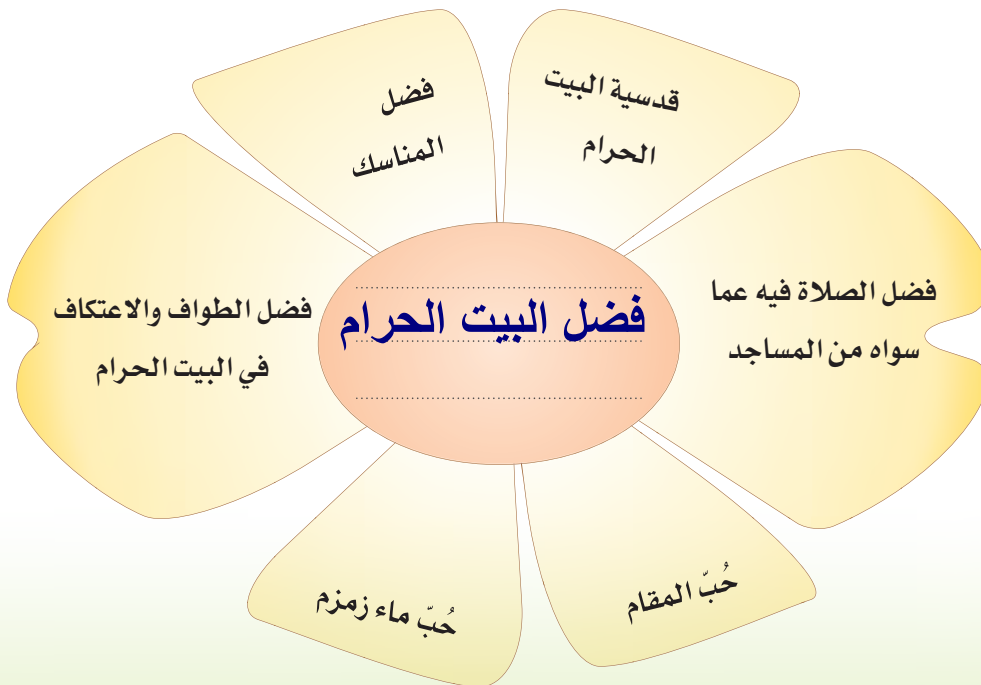 قدسية البيت
الحرام
فضل
المناسك
فضل الصلاة فيه عما
سواه من المساجد
فضل البيت الحرام
فضل الطواف والاعتكاف
في البيت الحرام
حُبّ المقام
حُبّ ماء زمزم